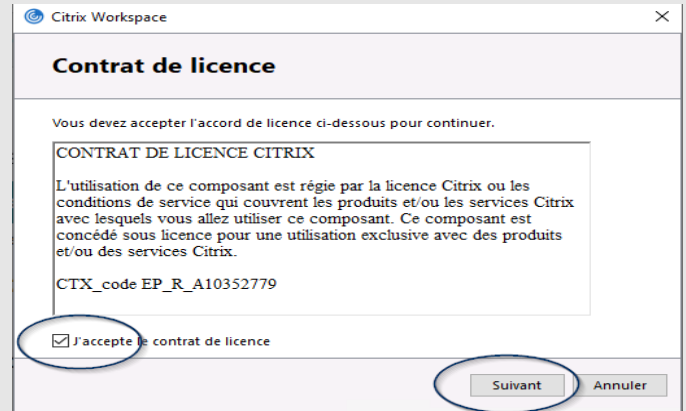 Citrix Workspace
Contrat de licence
Vous devez accepter l'accord de licence ci-dessous pour continuer.
CONTRAT DE LICENCE CITRIX
L'utilisation de ce composant est régie par la licence Citrix ou les
conditions de service qui couvrent les produits et/ou les services Citrix
avec lesquels vous allez utiliser ce composant. Ce composant est
concédé sous licence pour une utilisation exclusive avec des produits
et/ou des services Citrix.
CTX_code EP_R_A10352779
J'accepte le contrat de licence
Suivant Annuler